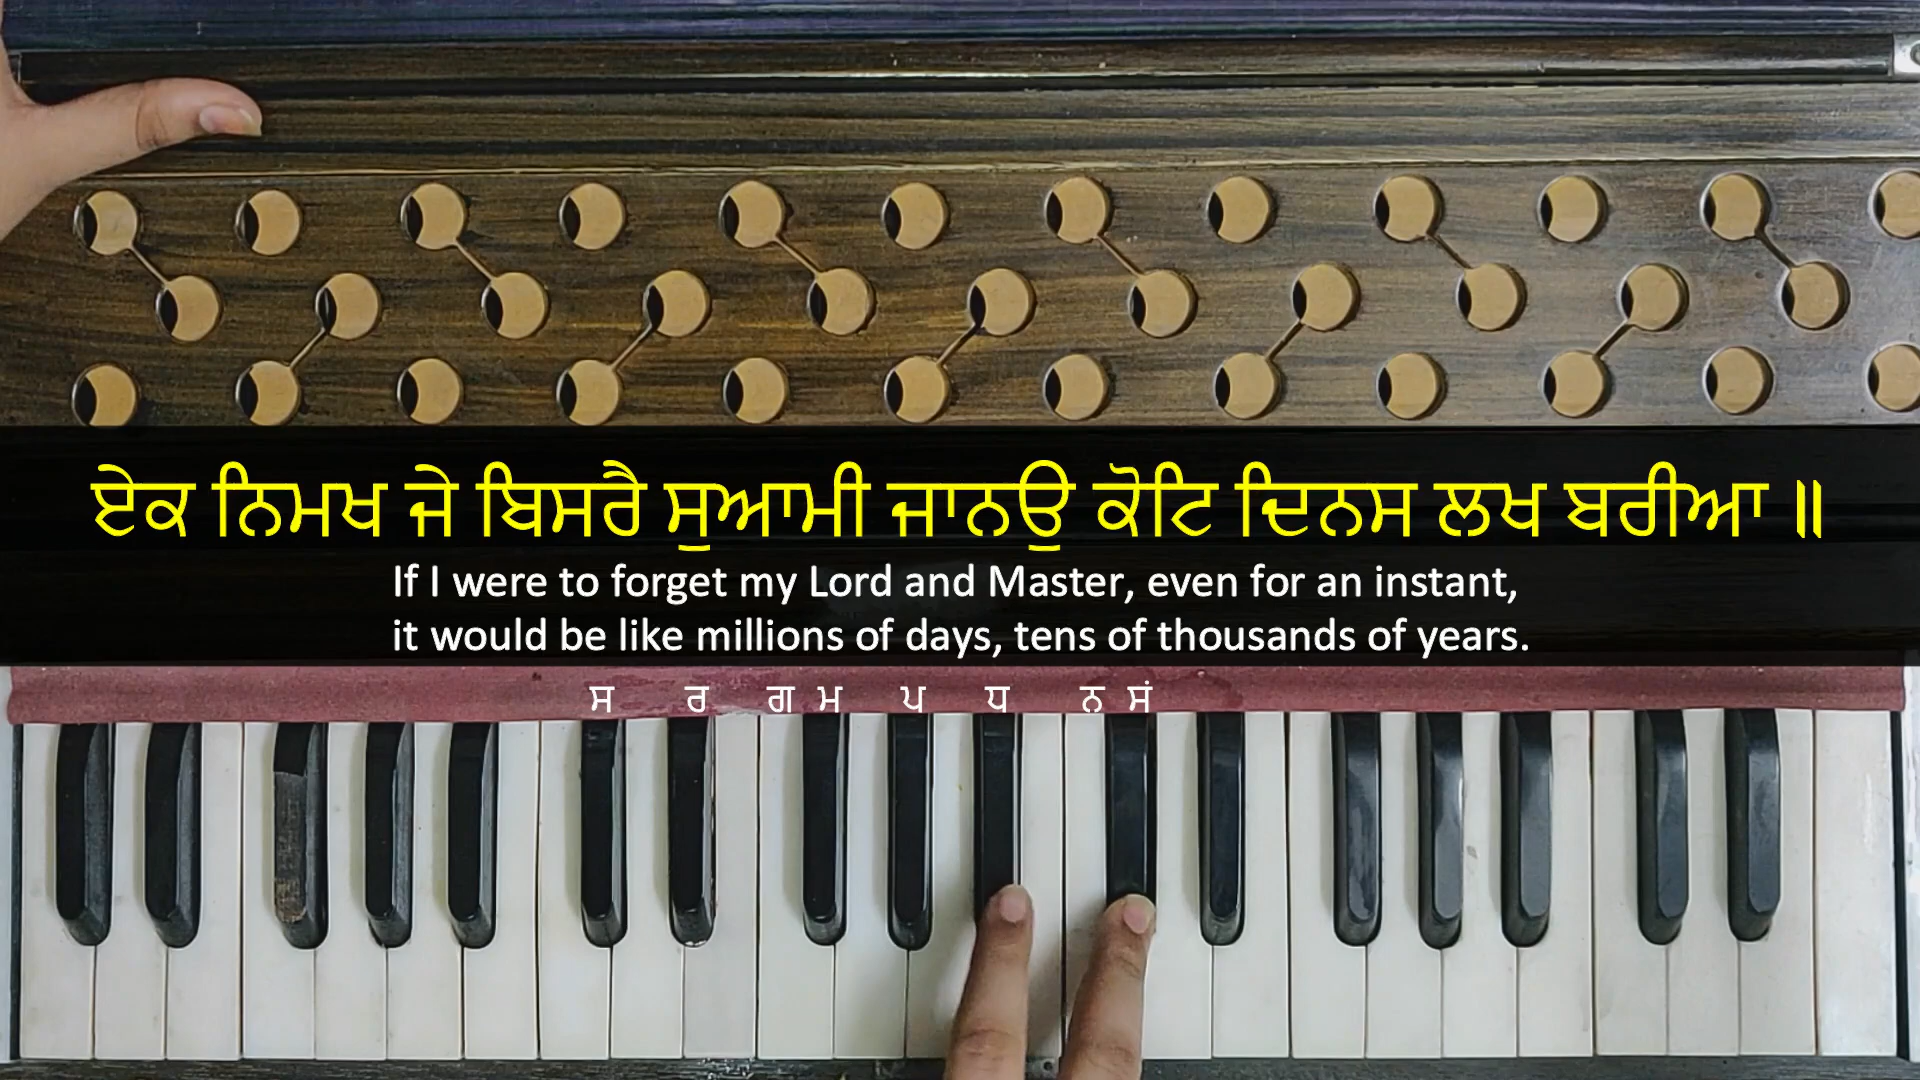 ਏਕ ਨਿਮਖ ਜੇ ਬਿਸਰੈ ਸੁਆਮੀ ਜਾਨਉ ਕੋਟਿ ਦਿਨਸ ਲਖ ਬਰੀਆ ॥
If I were to forget my Lord and Master, even for an instant,
it would be like millions of days, tens of thousands of years.
ਸ ਰ ਗ ਮ ਪ ਧ ਨ ਸਂ